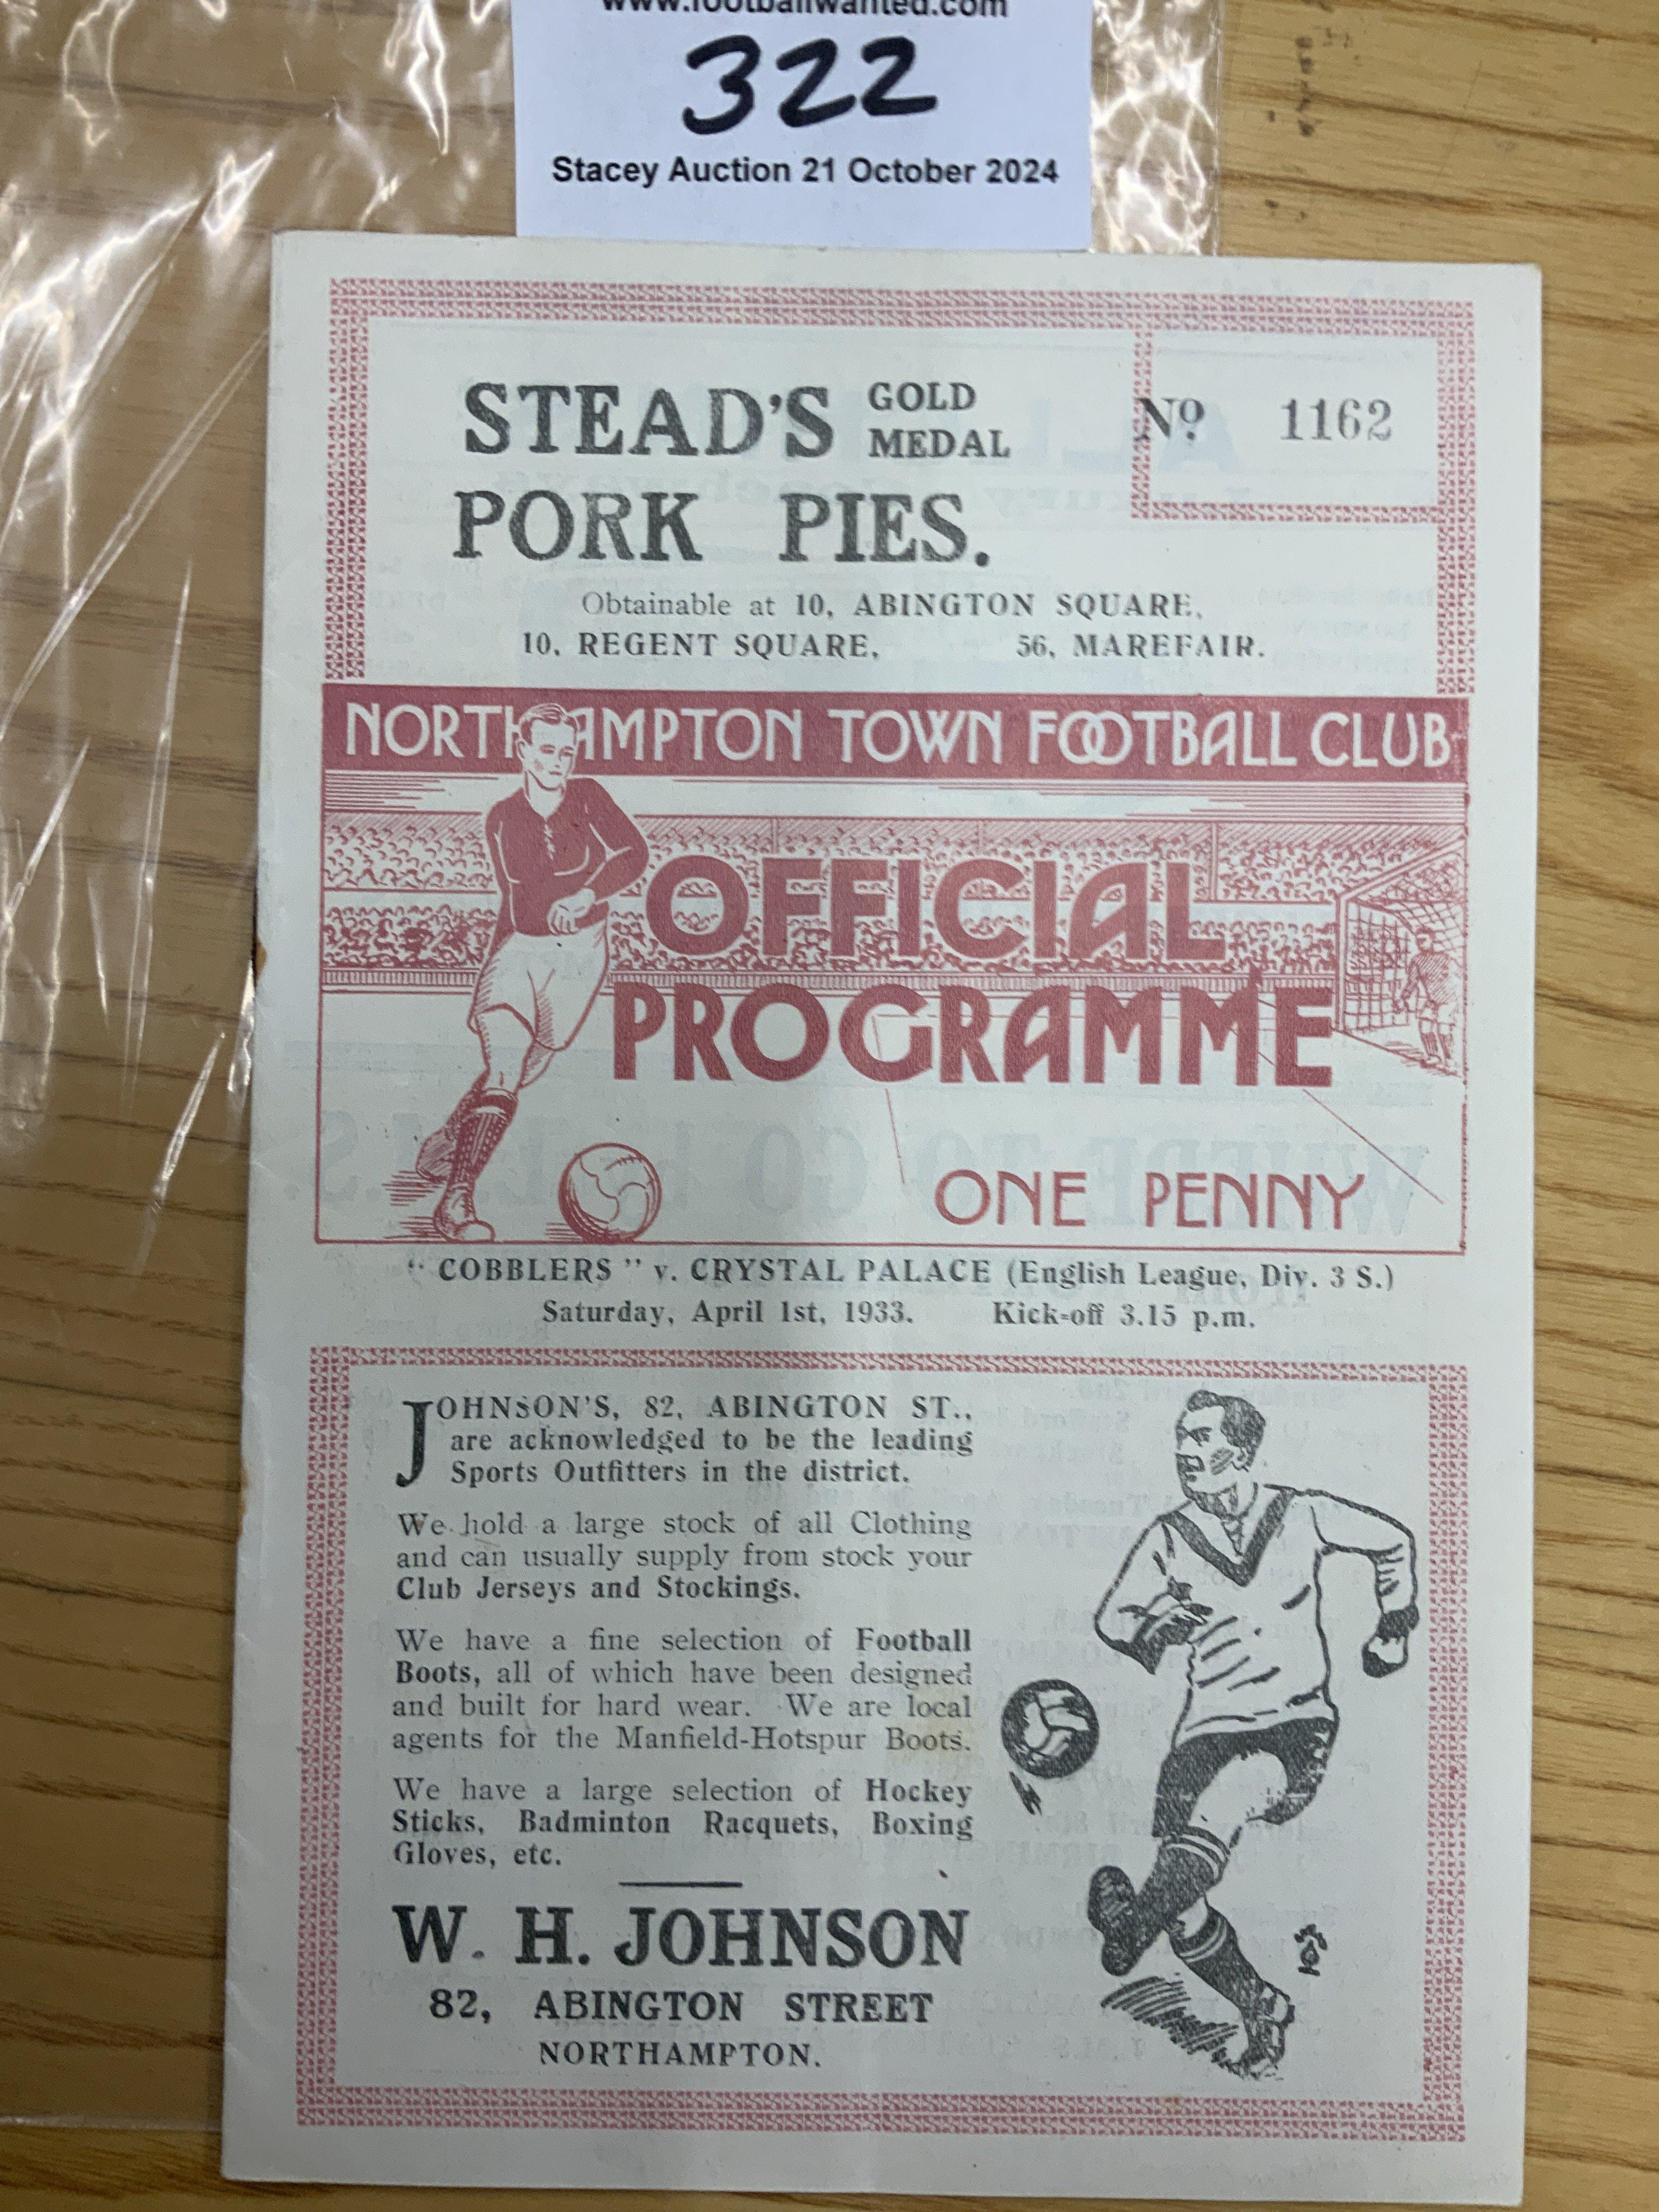 www.footballwanted.com
322
Stacey Auction 21 October 2024
STEAD'S GOLD MEDAL
PORK PIES.
Nº 1162
Obtainable at 10, ABINGTON SQUARE,
10, REGENT SQUARE, 56, MAREFAIR.
NORTHAMPTON TOWN FOOTBALL CLUB
OFFICIAL
PROGRAMME
ONE PENNY
" COBBLERS " v. CRYSTAL PALACE (English League, Div. 3 S.)
Saturday, April 1st, 1933. Kick-off 3.15 p.m.
JOHNSON'S, 82, ABINGTON ST.,
are acknowledged to be the leading
Sports Outfitters in the district.
We hold a large stock of all Clothing
and can usually supply from stock your
Club Jerseys and Stockings.
We have a fine selection of Football
Boots, all of which have been designed
and built for hard wear. We are local
agents for the Manfield-Hotspur Boots.
We have a large selection of Hockey
Sticks, Badminton Racquets, Boxing
Gloves, etc.
W. H. JOHNSON
82, ABINGTON STREET
NORTHAMPTON.